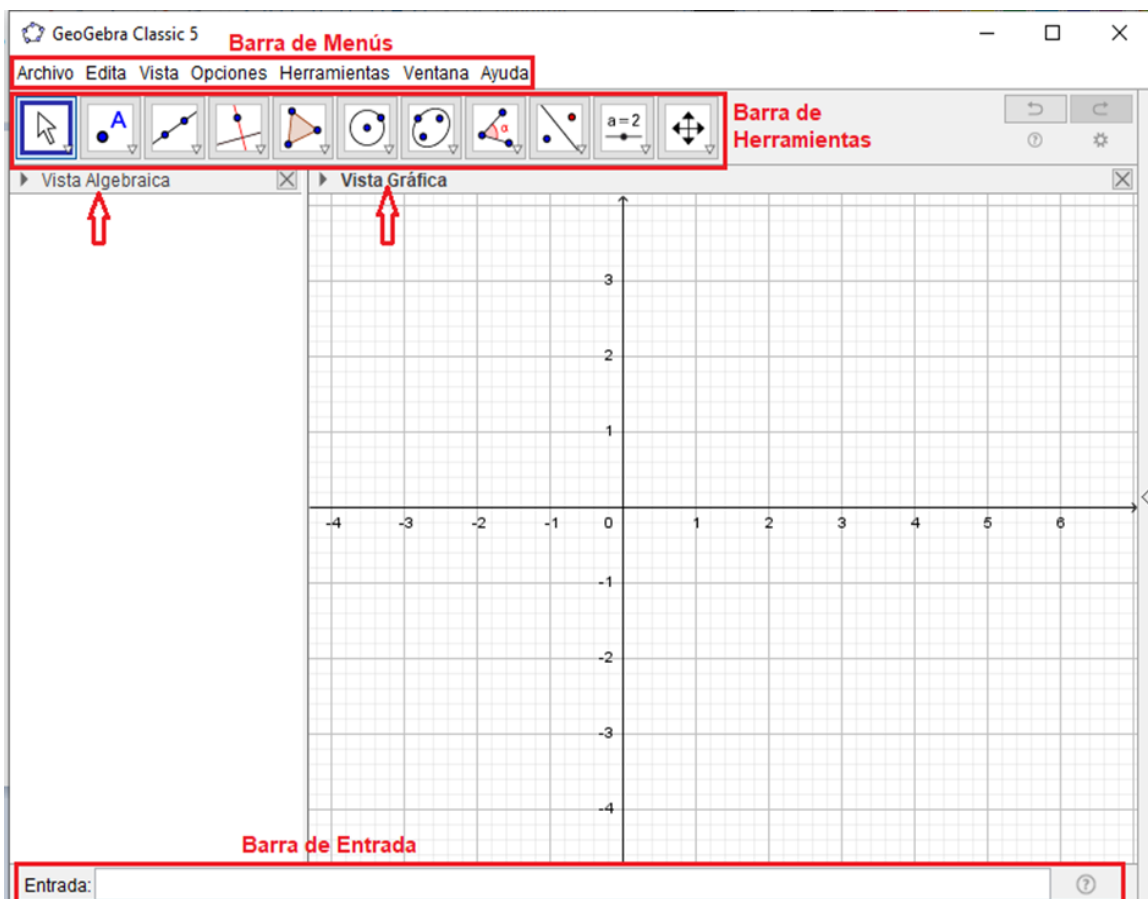 GeoGebra Classic 5
Barra de Menús
Archivo Edita Vista Opciones Herramientas Ventana Ayuda
A
α
a=2
Barra de
Herramientas
Vista Algebraica
Vista Gráfica
3
2
1
-4 -3 -2 -1 0 1 2 3 4 5 6
-1
-2
-3
-4
Barra de Entrada
Entrada: